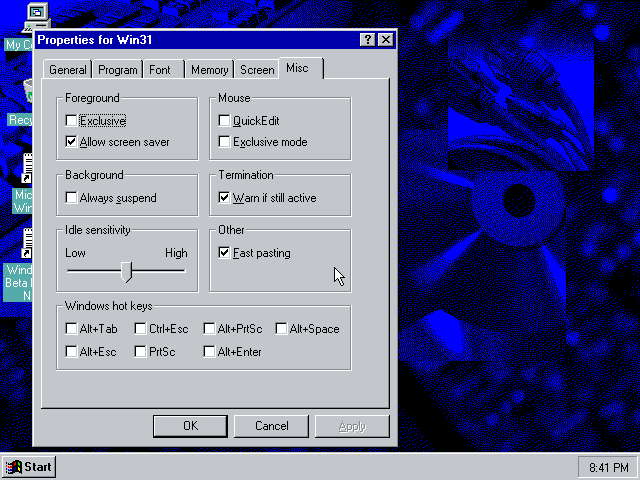 My Co
Recy
Mic
Win
Wind
Beta
N
Properties for Win31
General Program Font Memory Screen Misc
Foreground
Exclusive
Allow screen saver
Mouse
QuickEdit
Exclusive mode
Background
Always suspend
Termination
Warn if still active
Idle sensitivity
Low High
Other
Fast pasting
Windows hot keys
Alt+Tab Ctrl+Esc Alt+PrtSc Alt+Space
Alt+Esc PrtSc Alt+Enter
OK Cancel Apply
Start 8:41 PM